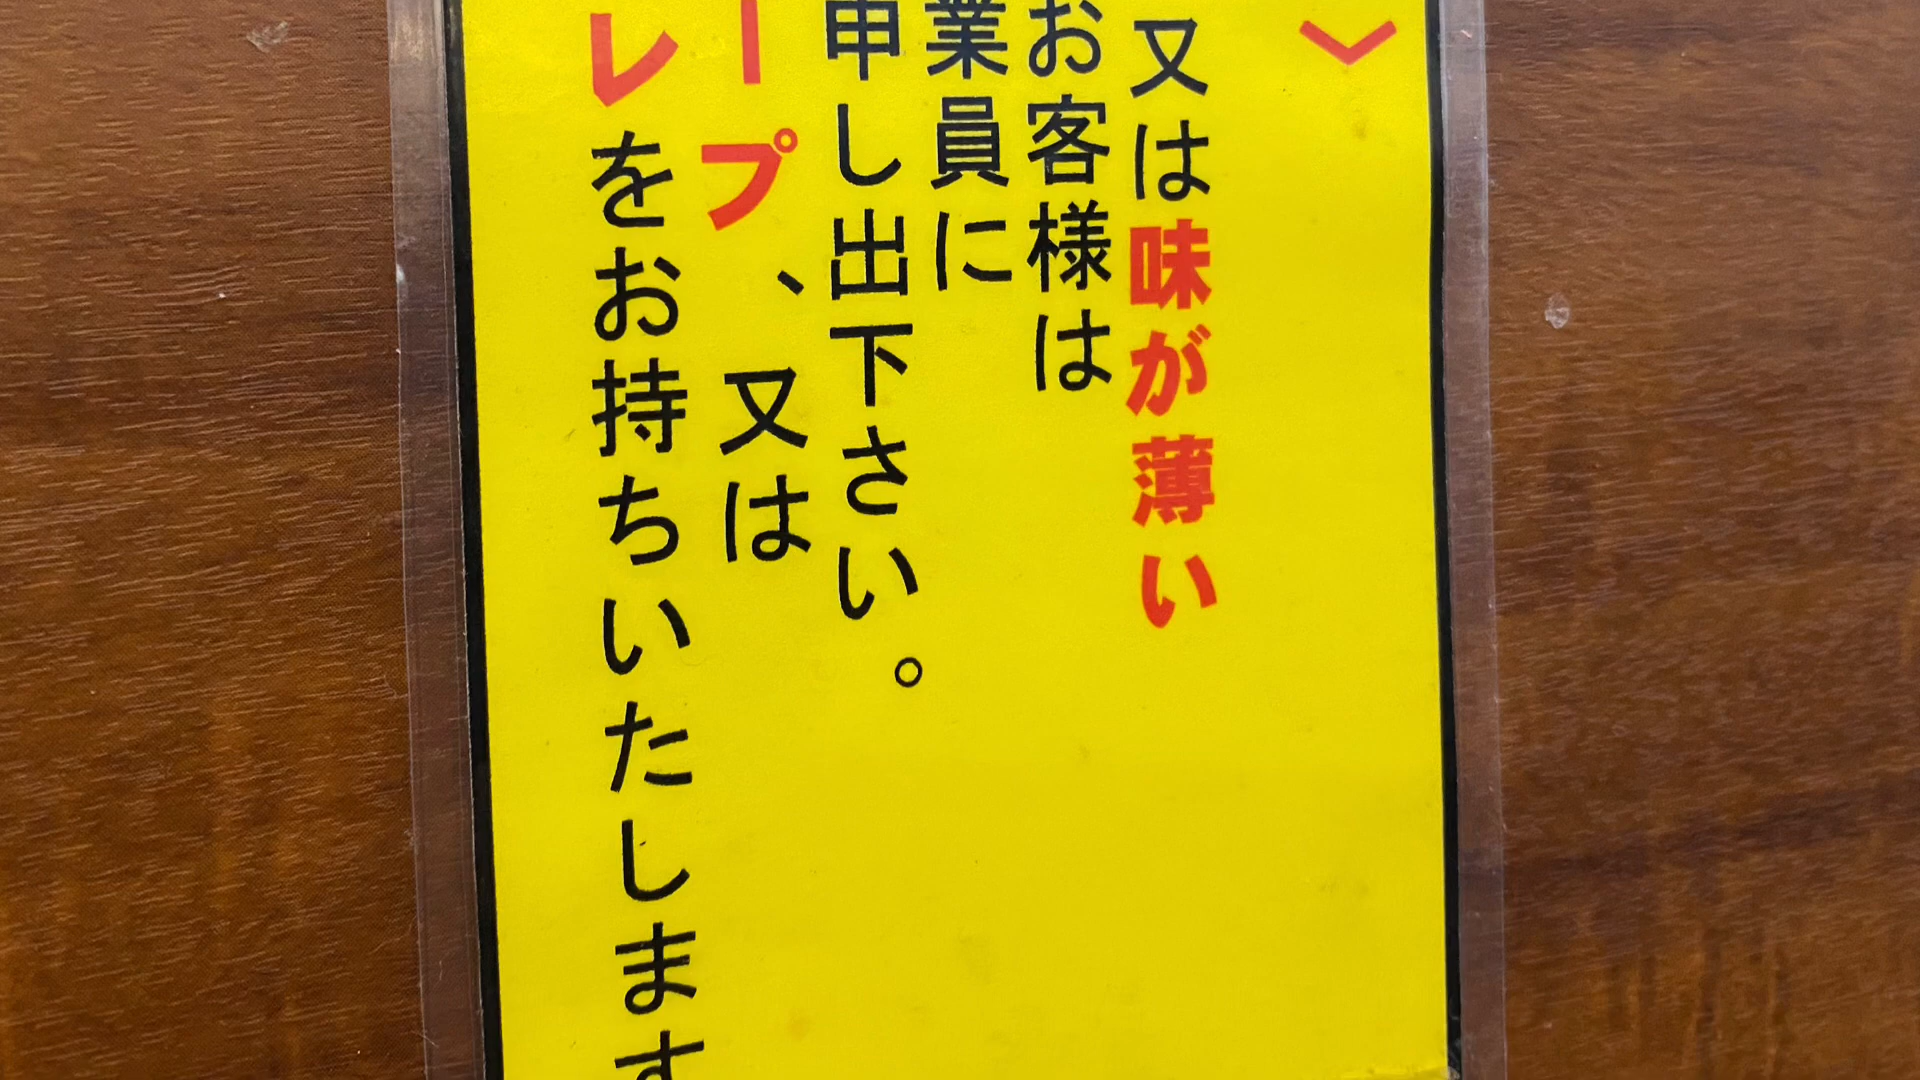 〉
又は味が薄い
お客様は
業員に
申し出下さい。
ープ、又は
レをお持ちいたします